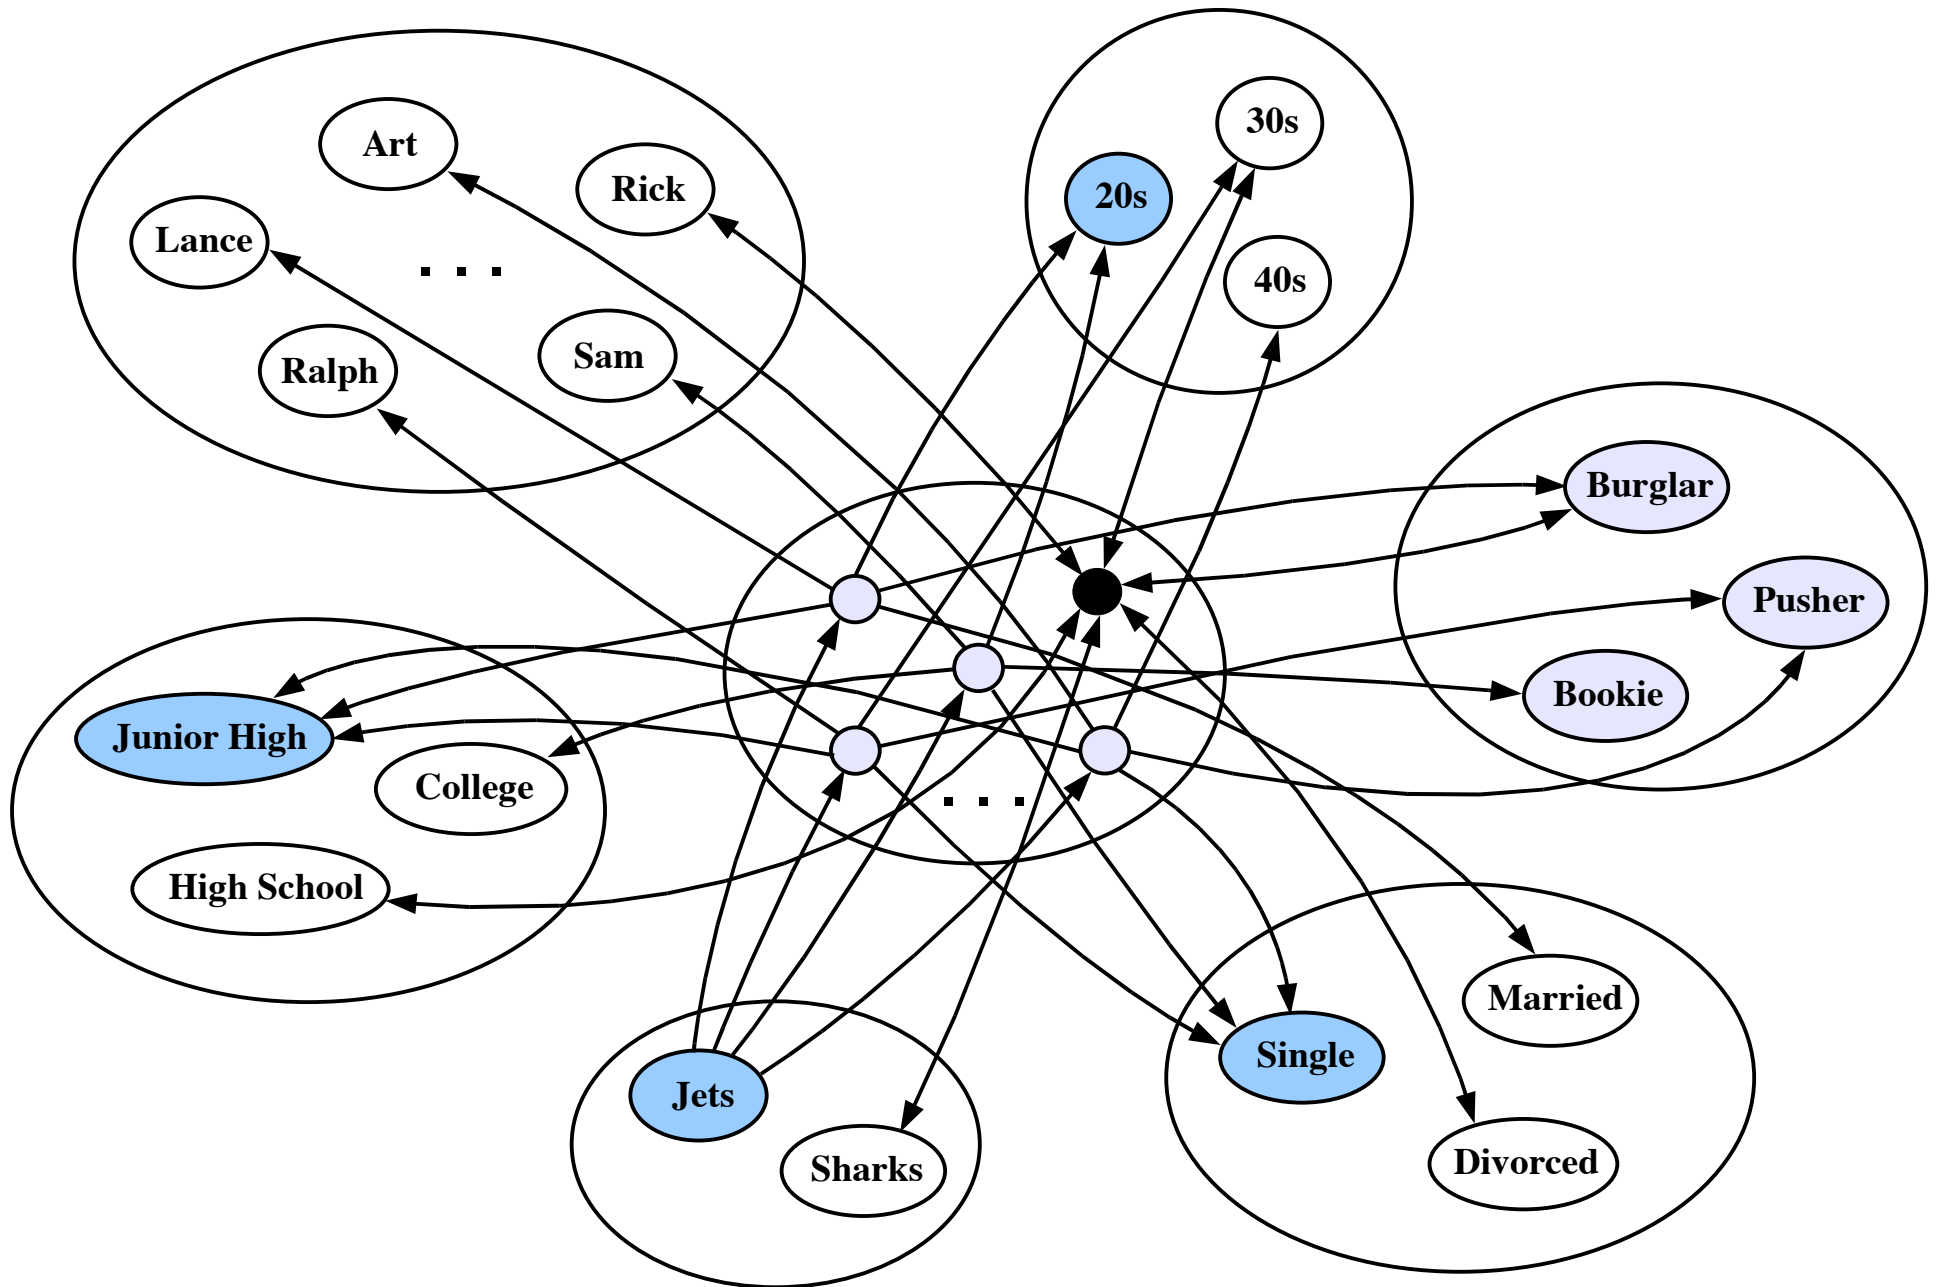 Art
Rick
Lance
. . .
Ralph
Sam
30s
20s
40s
Burglar
Pusher
Bookie
Junior High
College
High School
. . .
Jets
Sharks
Married
Single
Divorced